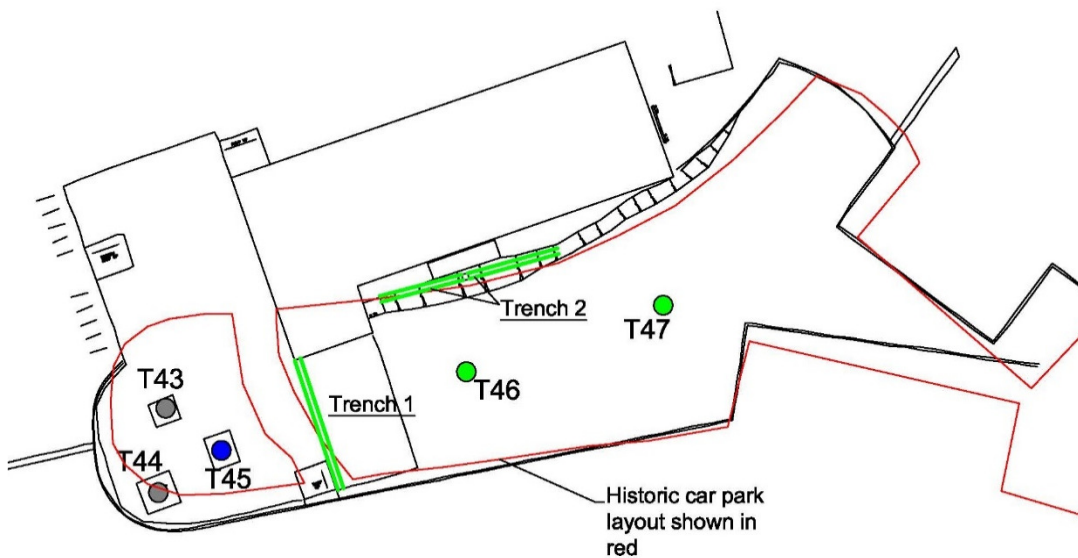 Trench 2
T47
T46
Trench 1
T43
T45
T44
Historic car park
layout shown in
red